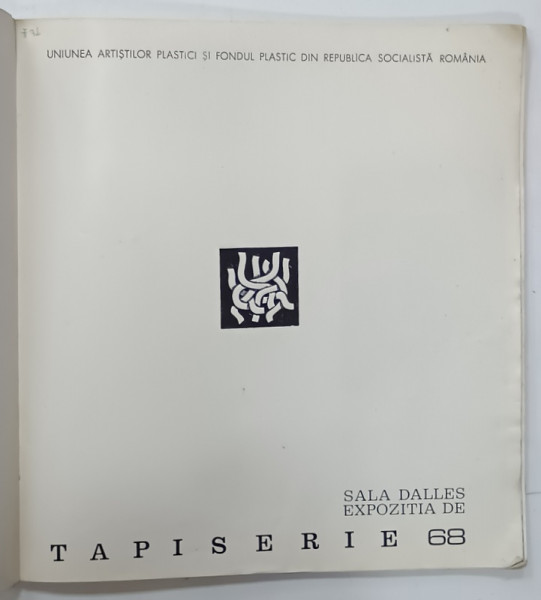 UNIUNEA ARTIȘTILOR PLASTICI ȘI FONDUL PLASTIC DIN REPUBLICA SOCIALISTĂ ROMÂNIA
SALA DALLES
EXPOZITIA DE
TAPISERIE 68